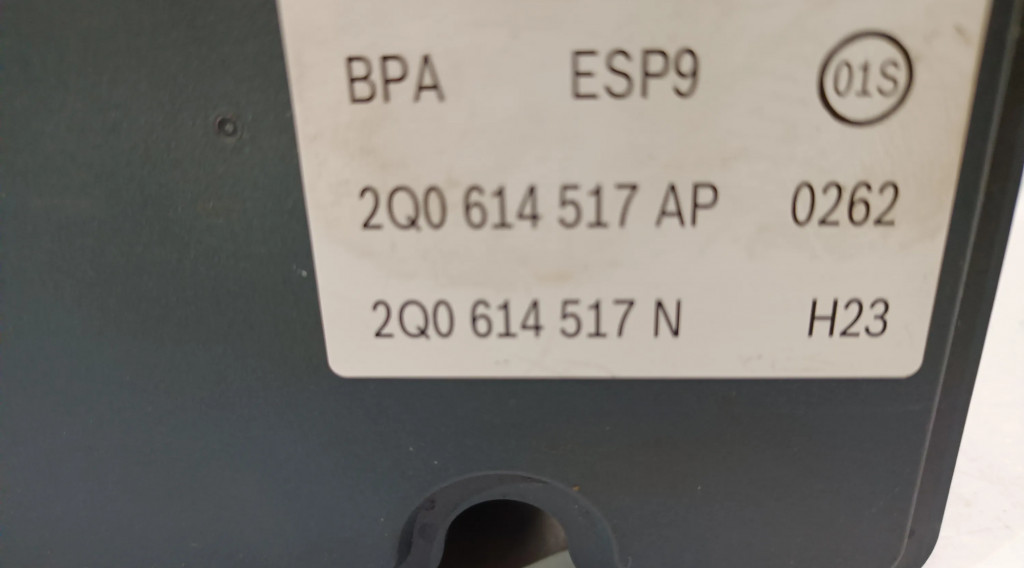 BPA ESP9 01S
2Q0 614 517 AP 0262
2Q0 614 517 N H23